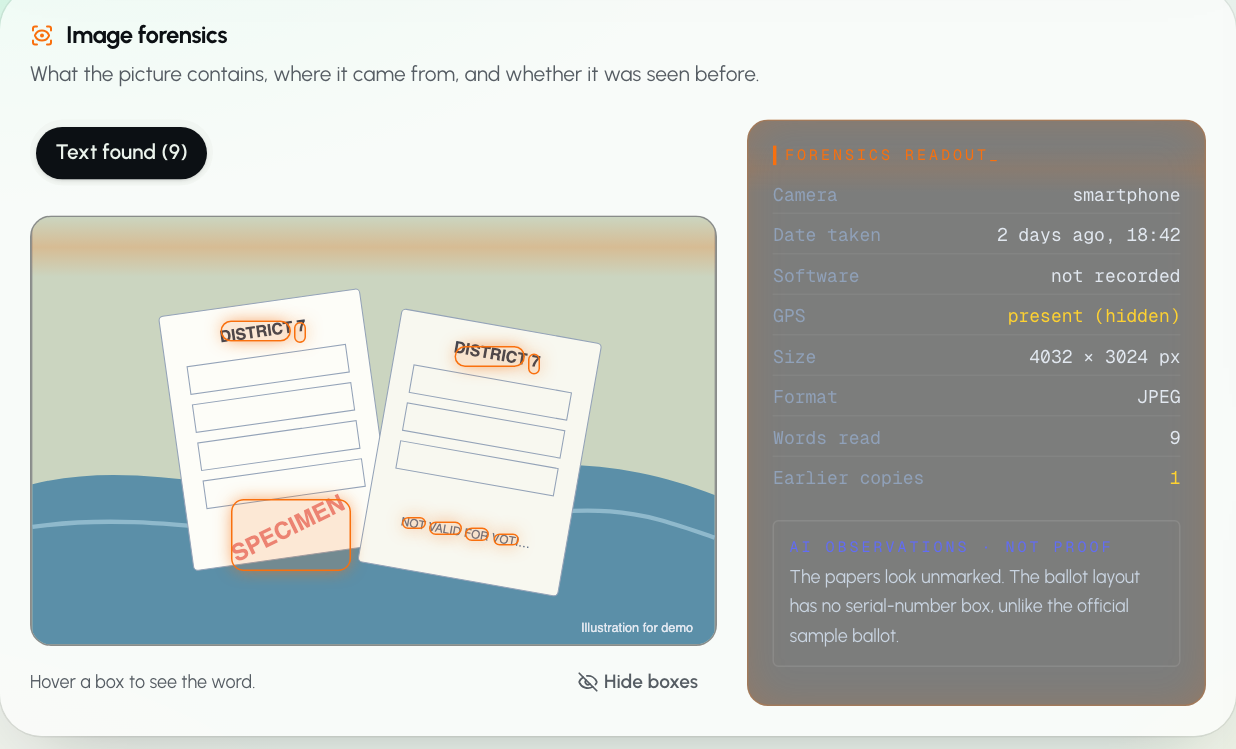 Image forensics
What the picture contains, where it came from, and whether it was seen before.
Text found (9)
DISTRICT 7
DISTRICT 7
SPECIMEN
NOT VALID FOR VOTI...
Illustration for demo
Hover a box to see the word.
Hide boxes
FORENSICS READOUT_
Camera smartphone
Date taken 2 days ago, 18:42
Software not recorded
GPS present (hidden)
Size 4032 × 3024 px
Format JPEG
Words read 9
Earlier copies 1
AI OBSERVATIONS - NOT PROOF
The papers look unmarked. The ballot layout
has no serial-number box, unlike the official
sample ballot.